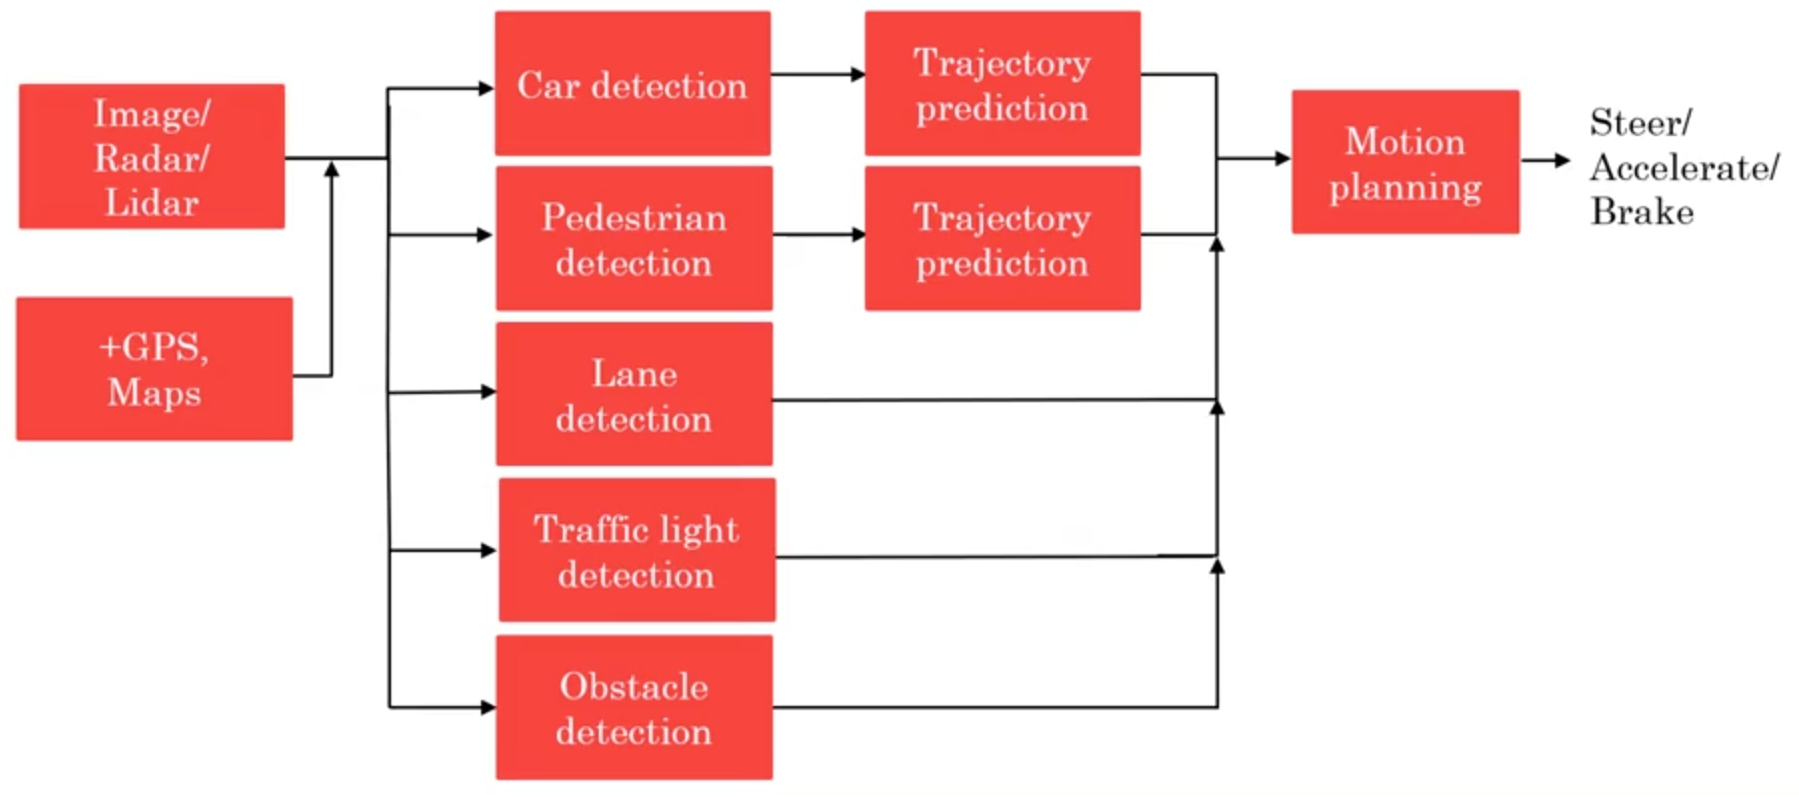 Image/
Radar/
Lidar
+GPS,
Maps
Car detection
Trajectory
prediction
Pedestrian
detection
Trajectory
prediction
Lane
detection
Traffic light
detection
Obstacle
detection
Motion
planning
Steer/
Accelerate/
Brake